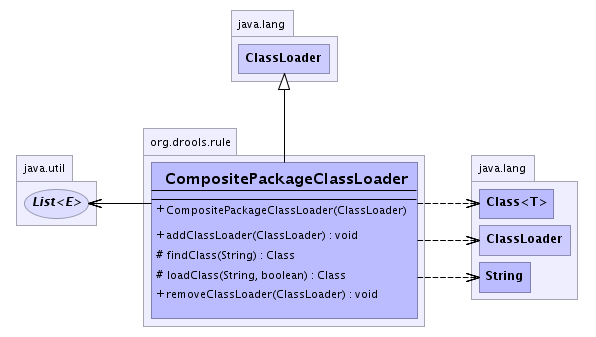 java.lang
ClassLoader
org.drools.rule
java.util
List<E>
CompositePackageClassLoader
+ CompositePackageClassLoader(ClassLoader)
+ addClassLoader(ClassLoader) : void
# findClass(String) : Class
# loadClass(String, boolean) : Class
+ removeClassLoader(ClassLoader) : void
java.lang
Class<T>
ClassLoader
String